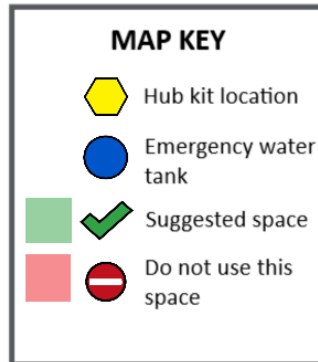 MAP KEY
Hub kit location
Emergency water
tank
Suggested space
Do not use this
space